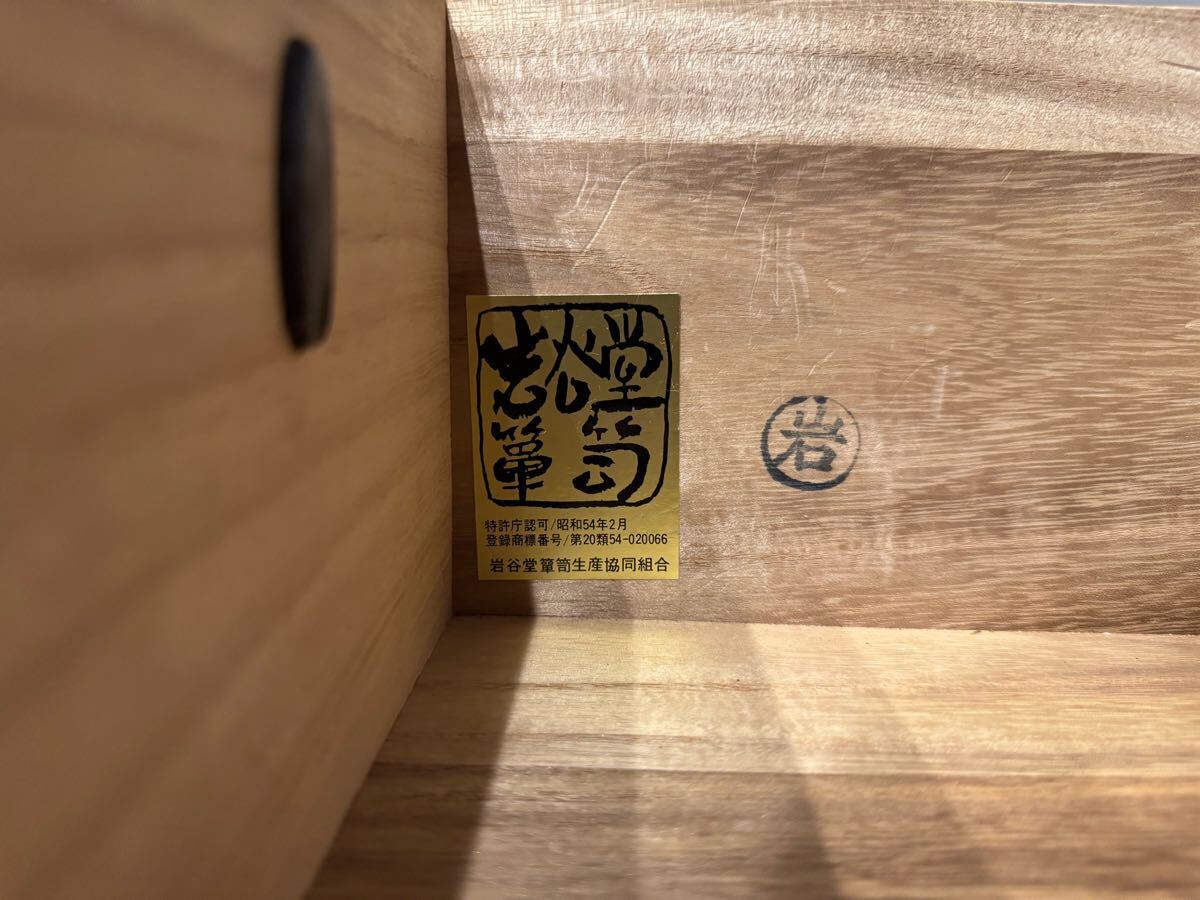 岩谷堂
箪笥
特許庁認可/昭和54年2月
登録商標番号/第20類54-020066
岩谷堂箪笥生産協同組合
岩